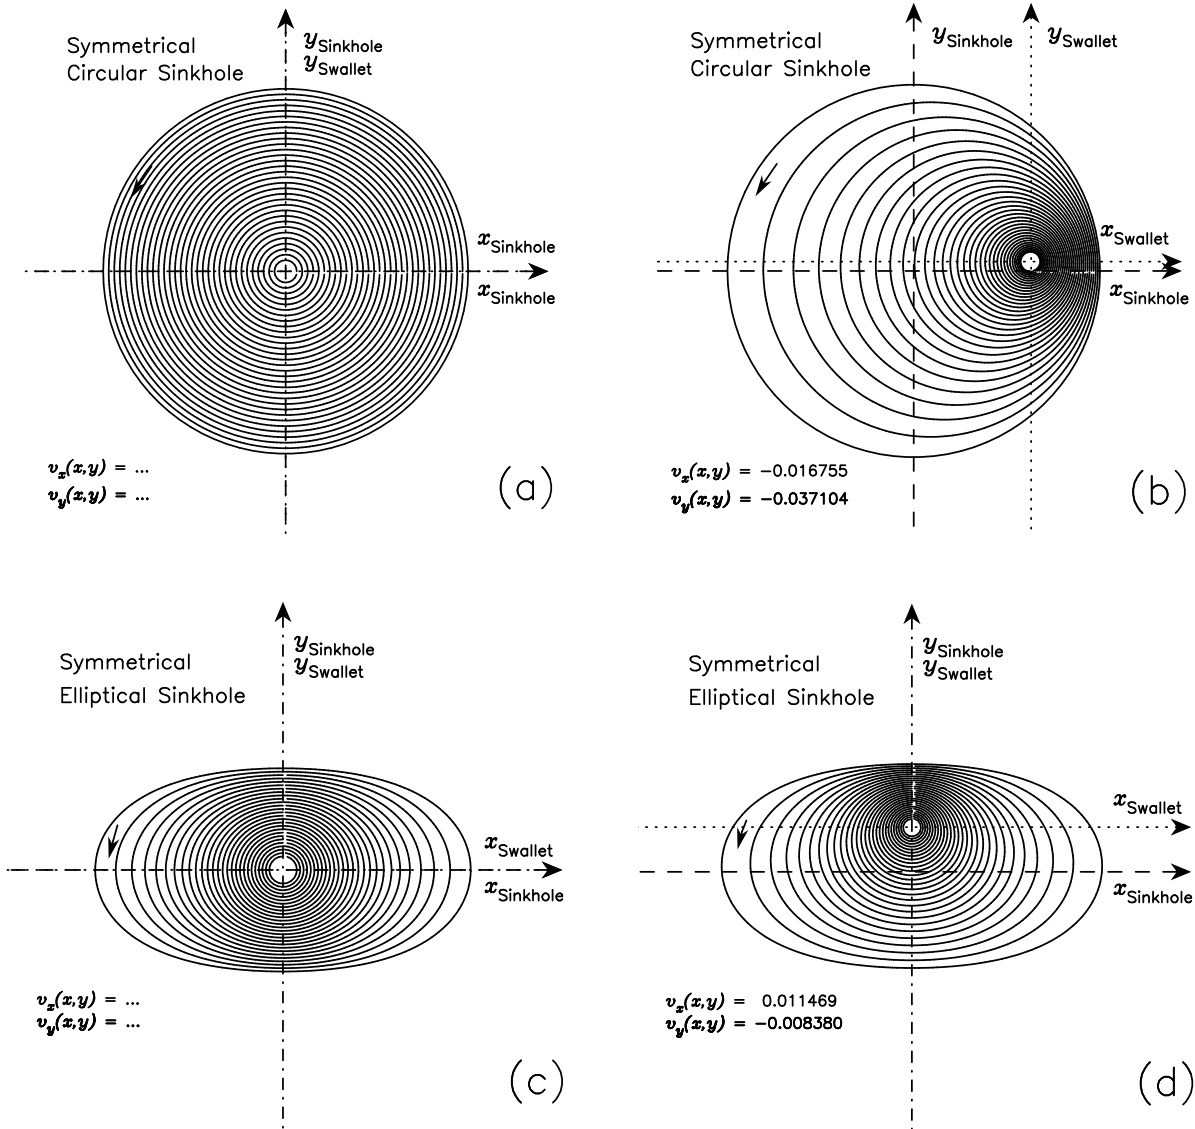 Symmetrical
Circular Sinkhole
ySinkhole
ySwallet
xSinkhole
xSinkhole
vx(x,y) = ...
vy(x,y) = ...
(a)
Symmetrical
Circular Sinkhole
ySinkhole
ySwallet
xSwallet
xSinkhole
vx(x,y) = −0.016755
vy(x,y) = −0.037104
(b)
Symmetrical
Elliptical Sinkhole
ySinkhole
ySwallet
xSwallet
xSinkhole
vx(x,y) = ...
vy(x,y) = ...
(c)
Symmetrical
Elliptical Sinkhole
ySinkhole
ySwallet
xSwallet
xSinkhole
vx(x,y) = 0.011469
vy(x,y) = −0.008380
(d)